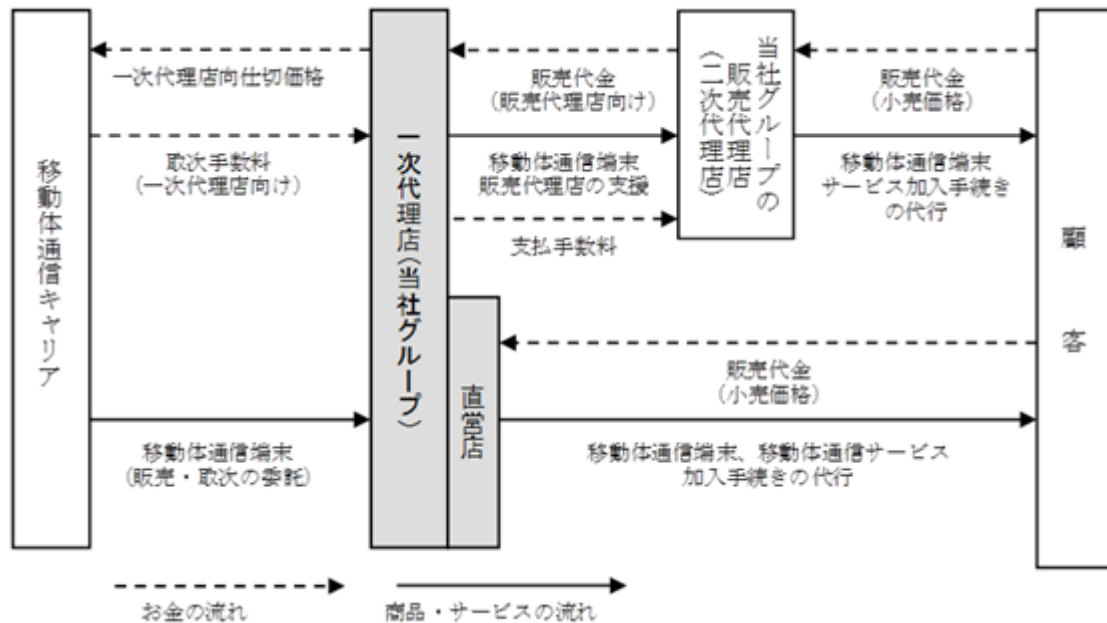 移動体通信キャリア
一次代理店向仕切価格
取次手数料
（一次代理店向け）
移動体通信端末
（販売・取次の委託）
一次代理店（当社グループ）
直営店
販売代金
（販売代理店向け）
移動体通信端末
販売代理店の支援
支払手数料
当社グループの
販売代理店
（二次代理店）
販売代金
（小売価格）
移動体通信端末
サービス加入手続き
の代行
販売代金
（小売価格）
移動体通信端末、移動体通信サービス
加入手続きの代行
顧客
お金の流れ
商品・サービスの流れ